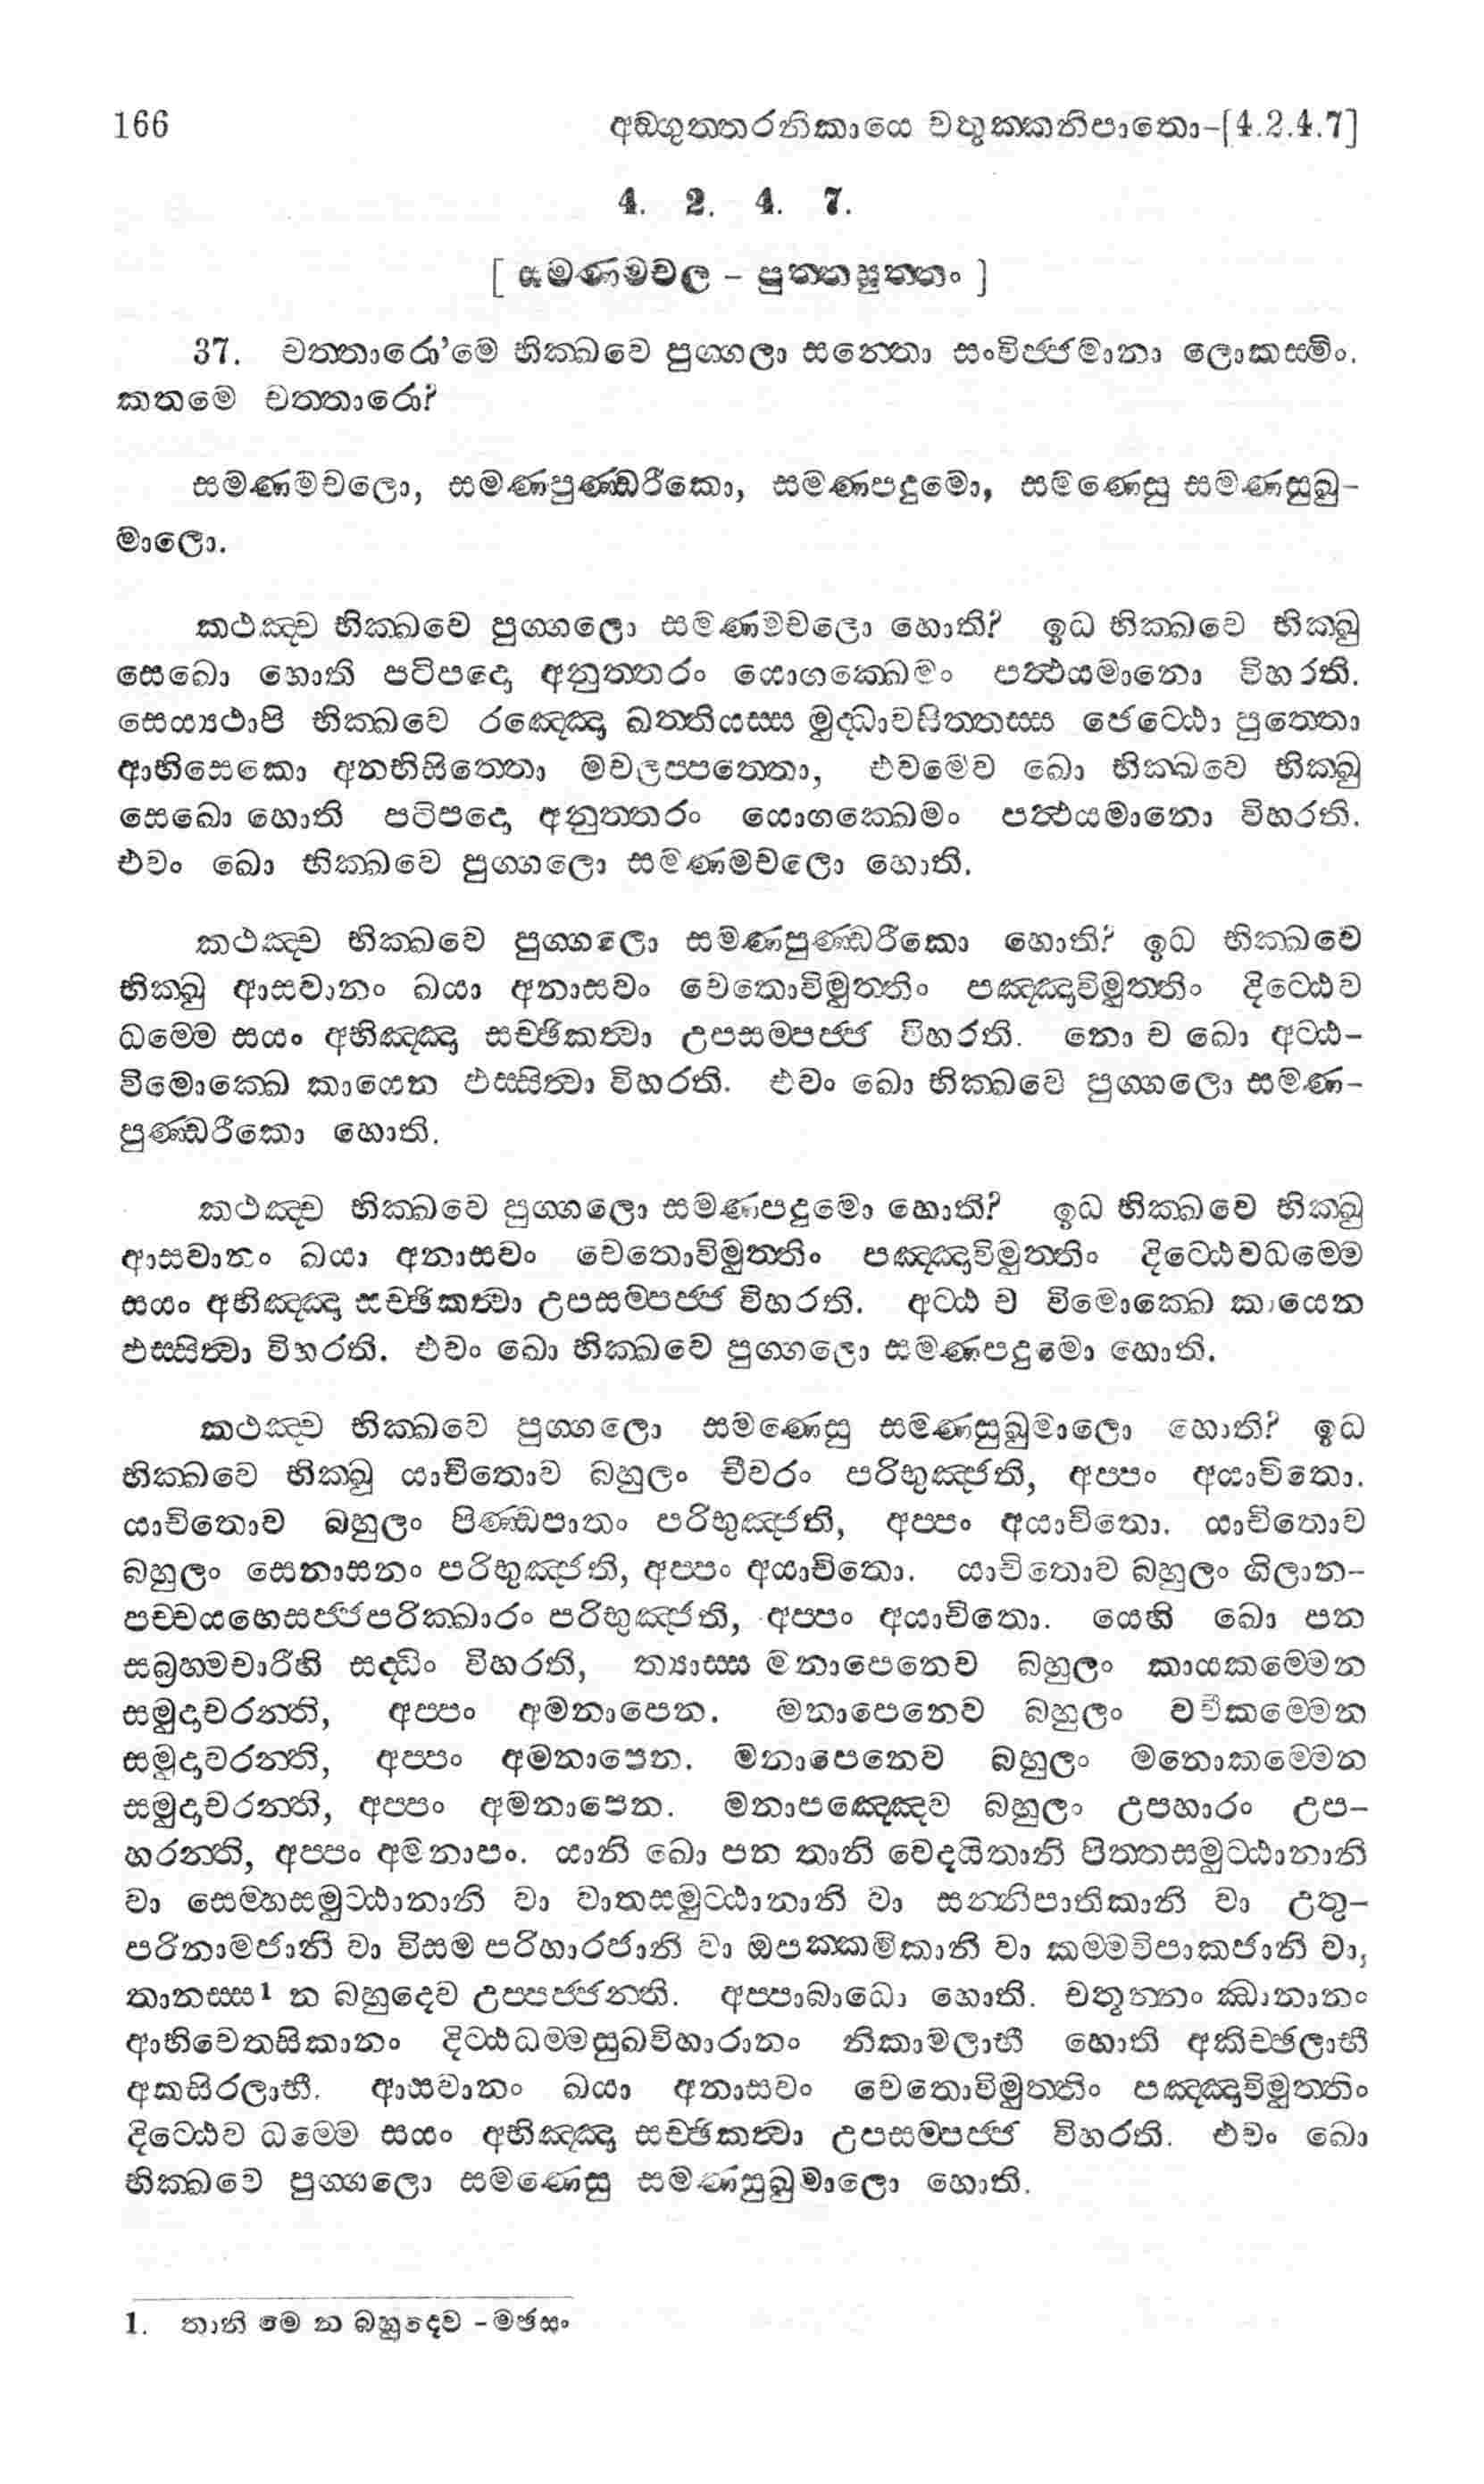 166 අඞ්ගුත්තරනිකායෙ චතුක්කනිපාතො-[4.2.4.7]
4. 2. 4. 7.
[ සමණමචල - පුත්තසුත්තං ]
37. චත්තාරො'මෙ භික්ඛවෙ පුග්ගලා සන්තො සංවිජ්ජමානා ලොකස්මිං.
කතමෙ චත්තාරො?
සමණමචලො, සමණපුණ්ඩරීකො, සමණපදුමො, සමණෙසු සමණසුඛු-
මාලො.
කථඤ්ච භික්ඛවෙ පුග්ගලො සමණමචලො හොති? ඉධ භික්ඛවෙ භික්ඛු
සෙඛො හොති පටිපදො අනුත්තරං යොගක්ඛෙමං පත්ථයමානො විහරති.
සෙය්‍යථාපි භික්ඛවෙ රඤ්ඤො ඛත්තියස්ස මුද්ධාවසිත්තස්ස ජෙට්ඨො පුත්තො
ආභිසෙකො අනභිසිත්තො මචලප්පත්තො, එවමෙව ඛො භික්ඛවෙ භික්ඛු
සෙඛො හොති පටිපදො අනුත්තරං යොගක්ඛෙමං පත්ථයමානො විහරති.
එවං ඛො භික්ඛවෙ පුග්ගලො සමණමචලො හොති.
කථඤ්ච භික්ඛවෙ පුග්ගලො සමණපුණ්ඩරීකො හොති? ඉධ භික්ඛවෙ
භික්ඛු ආසවානං ඛයා අනාසවං චෙතොවිමුත්තිං පඤ්ඤාවිමුත්තිං දිට්ඨෙව
ධම්මෙ සයං අභිඤ්ඤා සච්ඡිකත්වා උපසම්පජ්ජ විහරති. නො ච ඛො අට්ඨ-
විමොක්ඛෙ කායෙන ඵස්සිත්වා විහරති. එවං ඛො භික්ඛවෙ පුග්ගලො සමණ-
පුණ්ඩරීකො හොති.
කථඤ්ච භික්ඛවෙ පුග්ගලො සමණපදුමො හොති? ඉධ භික්ඛවෙ භික්ඛු
ආසවානං ඛයා අනාසවං චෙතොවිමුත්තිං පඤ්ඤාවිමුත්තිං දිට්ඨෙවධම්මෙ
සයං අභිඤ්ඤා සච්ඡිකත්වා උපසම්පජ්ජ විහරති. අට්ඨ ච විමොක්ඛෙ කායෙන
ඵස්සිත්වා විහරති. එවං ඛො භික්ඛවෙ පුග්ගලො සමණපදුමො හොති.
කථඤ්ච භික්ඛවෙ පුග්ගලො සමණෙසු සමණසුඛුමාලො හොති? ඉධ
භික්ඛවෙ භික්ඛු යාචිතොව බහුලං චීවරං පරිභුඤ්ජති, අප්පං අයාචිතො.
යාචිතොව බහුලං පිණ්ඩපාතං පරිභුඤ්ජති, අප්පං අයාචිතො. යාචිතොව
බහුලං සෙනාසනං පරිභුඤ්ජති, අප්පං අයාචිතො. යාචිතොව බහුලං ගිලාන-
පච්චයභෙසජ්ජපරික්ඛාරං පරිභුඤ්ජති, අප්පං අයාචිතො. යෙහි ඛො පන
සබ්‍රහ්මචාරීහි සද්ධිං විහරති, ත්‍යාස්ස මනාපෙනෙව බහුලං කායකම්මෙන
සමුදාචරන්ති, අප්පං අමනාපෙන. මනාපෙනෙව බහුලං වචීකම්මෙන
සමුදාචරන්ති, අප්පං අමනාපෙන. මනාපෙනෙව බහුලං මනොකම්මෙන
සමුදාචරන්ති, අප්පං අමනාපෙන. මනාපඤ්ඤෙව බහුලං උපහාරං උප-
හරන්ති, අප්පං අමනාපං. යානි ඛො පන තානි වෙදයිතානි පිත්තසමුට්ඨානානි
වා සෙම්හසමුට්ඨානානි වා වාතසමුට්ඨානානි වා සන්නිපාතිකානි වා උතු-
පරිනාමජානි වා විසම පරිහාරජානි වා ඔපක්කමිකානි වා කම්මවිපාකජානි වා,
තානස්ස¹ න බහුදෙව උප්පජ්ජන්ති. අප්පාබාධො හොති. චතුන්නං ඣානානං
ආභිචෙතසිකානං දිට්ඨධම්මසුඛවිහාරානං නිකාමලාභී හොති අකිච්ඡලාභී
අකසිරලාභී. ආසවානං ඛයා අනාසවං චෙතොවිමුත්තිං පඤ්ඤාවිමුත්තිං
දිට්ඨෙව ධම්මෙ සයං අභිඤ්ඤා සච්ඡිකත්වා උපසම්පජ්ජ විහරති. එවං ඛො
භික්ඛවෙ පුග්ගලො සමණෙසු සමණසුඛුමාලො හොති.
1. තානි මෙ න බහුදෙව - මඡසං